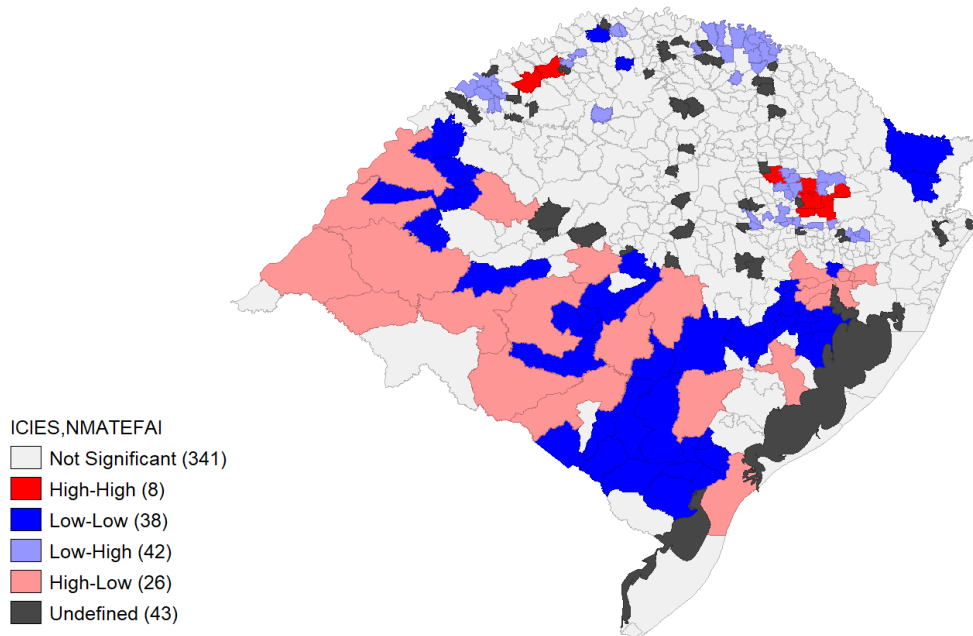 ICIES,NMATEFAI
Not Significant (341)
High-High (8)
Low-Low (38)
Low-High (42)
High-Low (26)
Undefined (43)